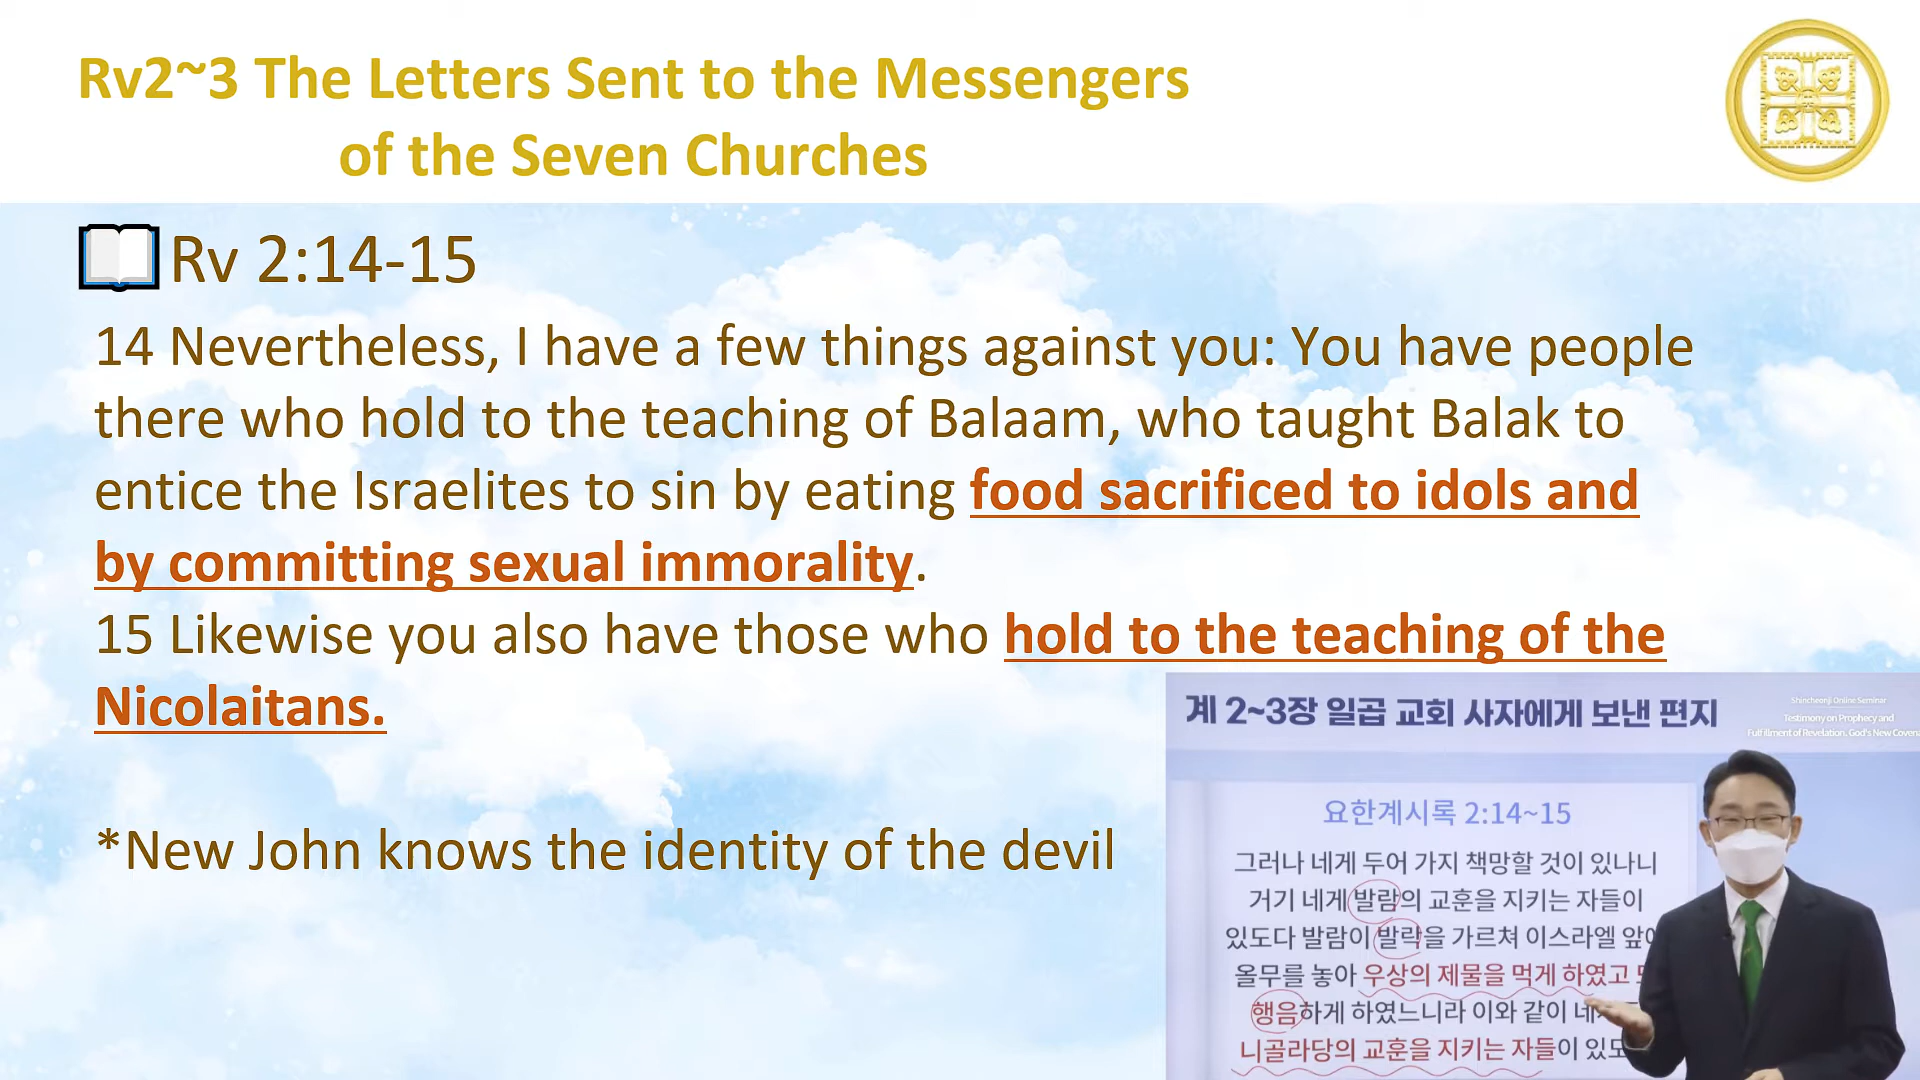 Rv2~3 The Letters Sent to the Messengers
of the Seven Churches
Rv 2:14-15
14 Nevertheless, I have a few things against you: You have people
there who hold to the teaching of Balaam, who taught Balak to
entice the Israelites to sin by eating food sacrificed to idols and
by committing sexual immorality.
15 Likewise you also have those who hold to the teaching of the
Nicolaitans.
*New John knows the identity of the devil
계 2~3장 일곱 교회 사자에게 보낸 편지
Shincheonji Online Seminar
Testimony on Prophecy and
Fulfillment of Revelation, God's New
요한계시록 2:14~15
그러나 네게 두어 가지 책망할 것이 있나니
거기 네게 발람의 교훈을 지키는 자들이
있도다 발람이 발락을 가르쳐 이스라엘
올무를 놓아 우상의 제물을 먹게 하였고
행음하게 하였느니라 이와 같이
니골라당의 교훈을 지키는 자들이